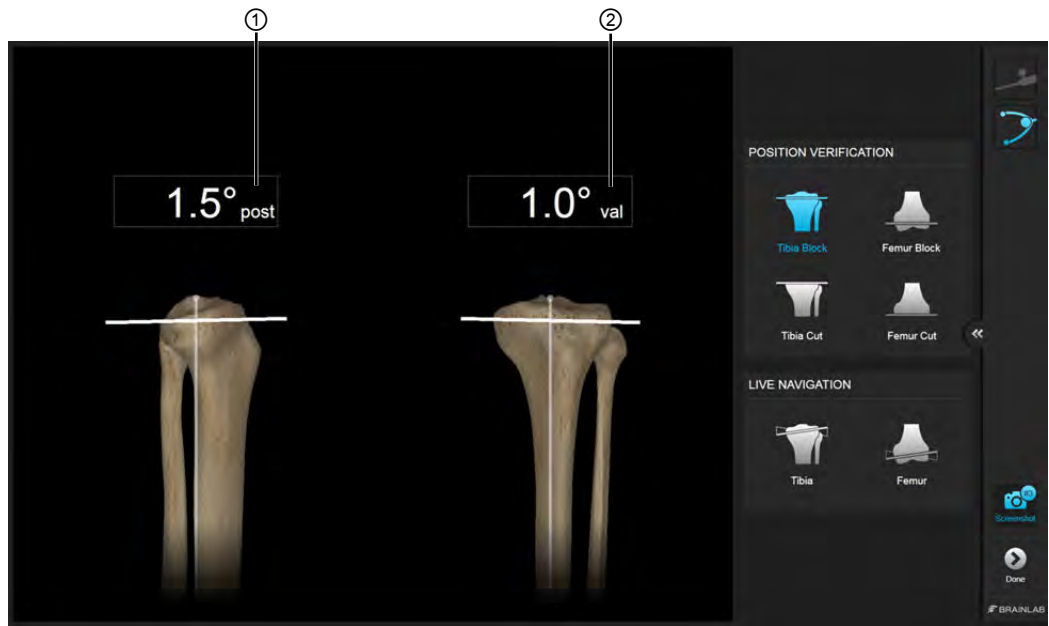 ① ②
1.5° post
1.0° val
POSITION VERIFICATION
Tibia Block
Femur Block
Tibia Cut
Femur Cut
LIVE NAVIGATION
Tibia
Femur
#3
Screenshot
Done
BRAINLAB